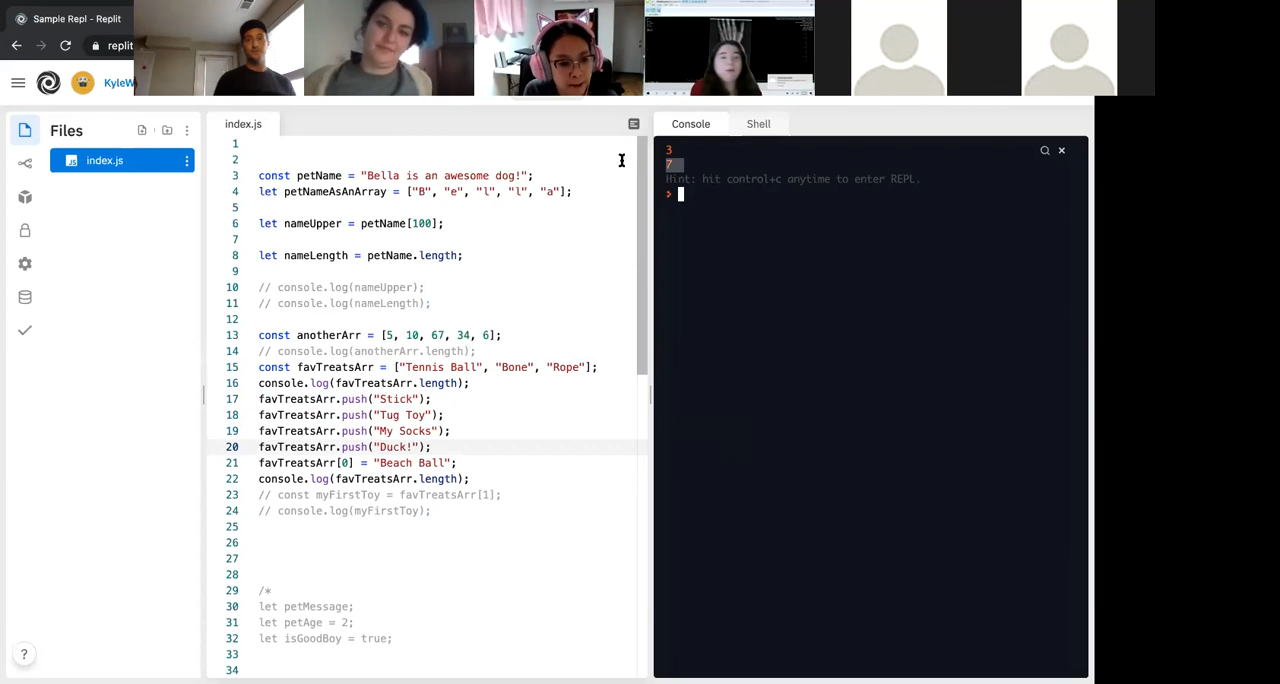 Sample Repl - Replit
replit
KyleW
Files
index.js
index.js
1
2
3 const petName = "Bella is an awesome dog!";
4 let petNameAsAnArray = ["B", "e", "l", "l", "a"];
5
6 let nameUpper = petName[100];
7
8 let nameLength = petName.length;
9
10 // console.log(nameUpper);
11 // console.log(nameLength);
12
13 const anotherArr = [5, 10, 67, 34, 6];
14 // console.log(anotherArr.length);
15 const favTreatsArr = ["Tennis Ball", "Bone", "Rope"];
16 console.log(favTreatsArr.length);
17 favTreatsArr.push("Stick");
18 favTreatsArr.push("Tug Toy");
19 favTreatsArr.push("My Socks");
20 favTreatsArr.push("Duck!");
21 favTreatsArr[0] = "Beach Ball";
22 console.log(favTreatsArr.length);
23 // const myFirstToy = favTreatsArr[1];
24 // console.log(myFirstToy);
25
26
27
28
29 /*
30 let petMessage;
31 let petAge = 2;
32 let isGoodBoy = true;
33
34
Console Shell
3
7
Hint: hit control+c anytime to enter REPL.
>
?